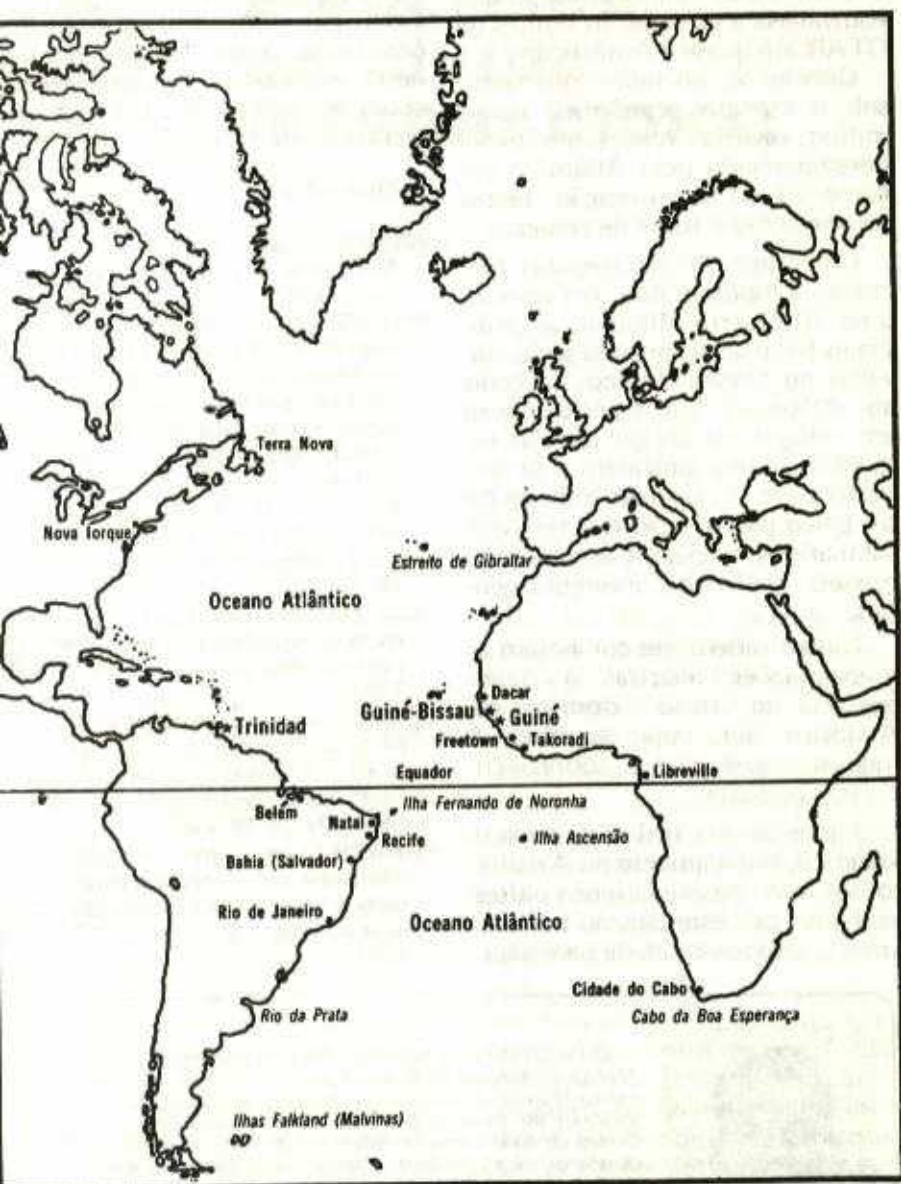 Terra Nova
Nova Iorque
Estreito de Gibraltar
Oceano Atlântico
Dacar
Guiné-Bissau
Guiné
Trinidad
Freetown
Takoradi
Equador
Libreville
Belém
Ilha Fernando de Noronha
Natal
Recife
Ilha Ascensão
Bahia (Salvador)
Rio de Janeiro
Oceano Atlântico
Cidade do Cabo
Rio da Prata
Cabo da Boa Esperança
Ilhas Falkland (Malvinas)